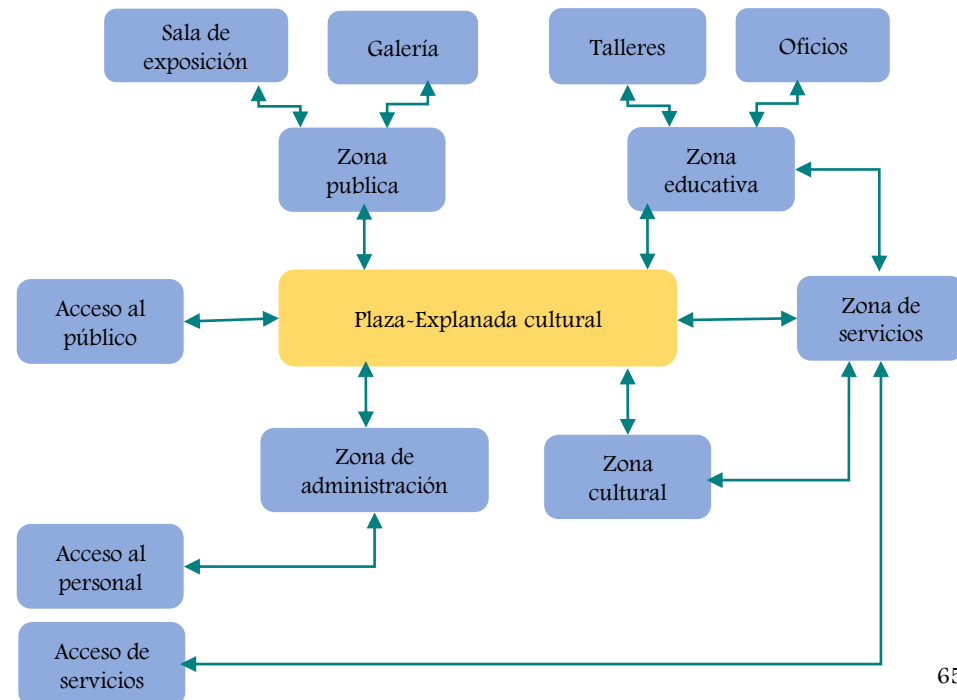 Sala de
exposición
Galería
Talleres
Oficios
Zona
publica
Zona
educativa
Acceso al
público
Plaza-Explanada cultural
Zona de
servicios
Zona de
administración
Zona
cultural
Acceso al
personal
Acceso de
servicios
65